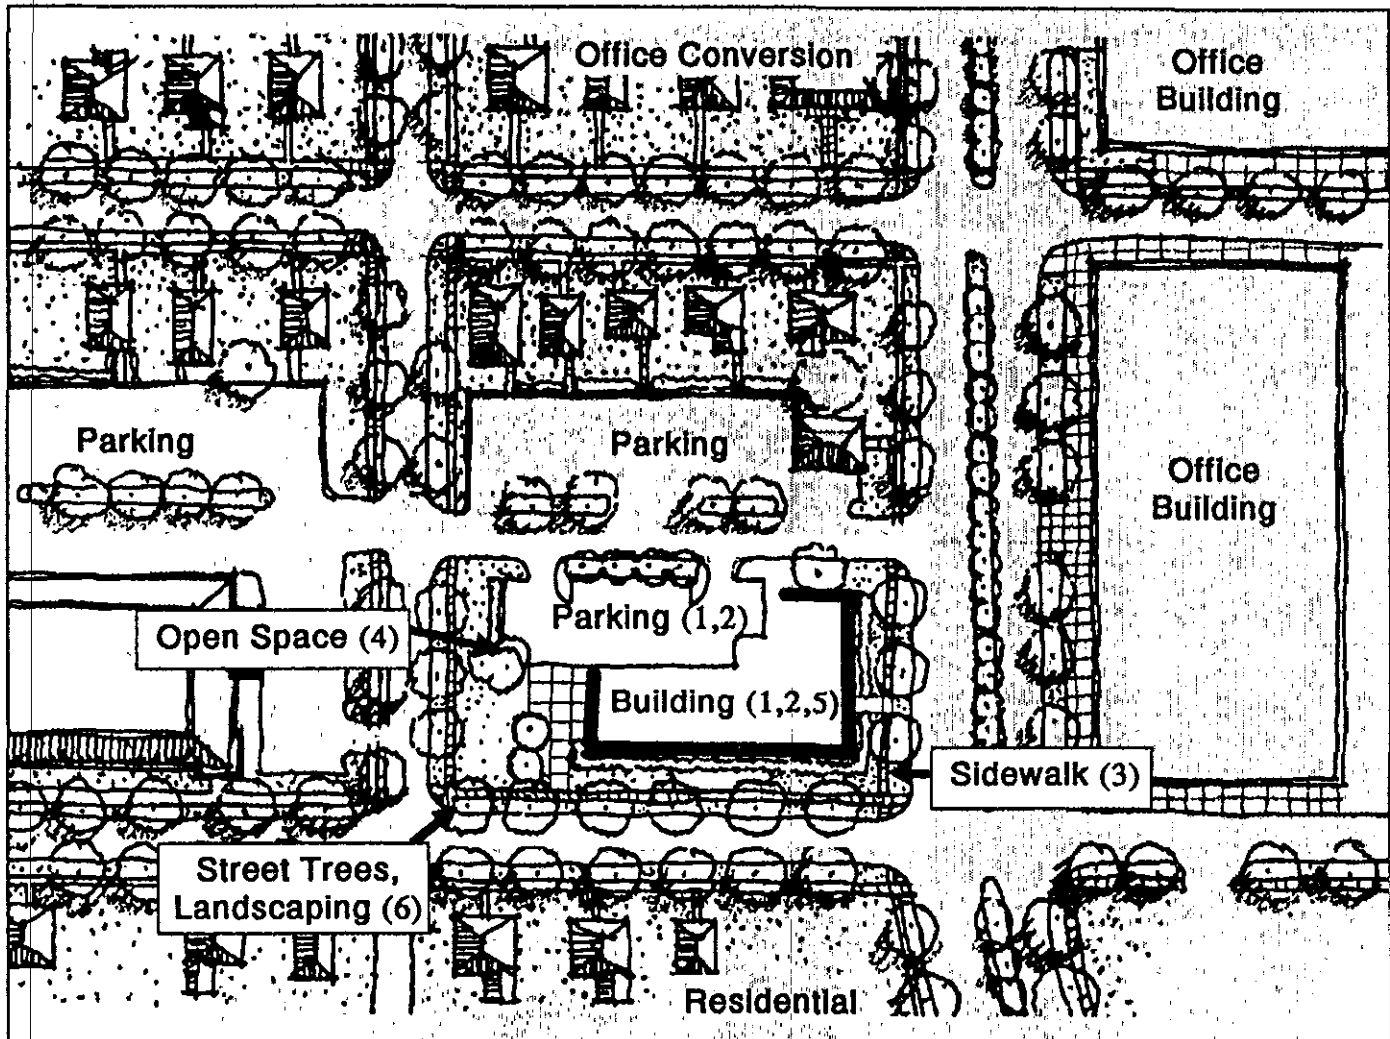 Office Conversion
Office
Building
Parking
Parking
Office
Building
Parking (1,2)
Open Space (4)
Building (1,2,5)
Sidewalk (3)
Street Trees,
Landscaping (6)
Residential